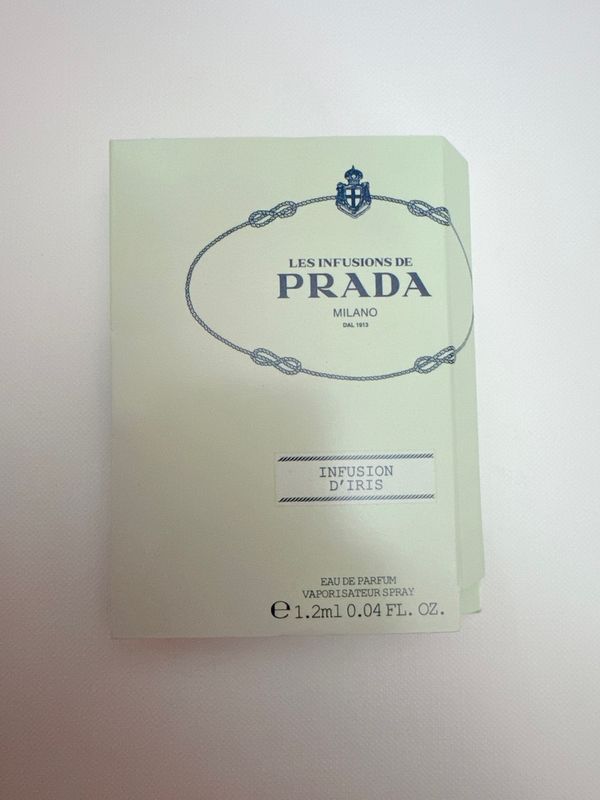 LES INFUSIONS DE
PRADA
MILANO
DAL 1913
INFUSION
D'IRIS
EAU DE PARFUM
VAPORISATEUR SPRAY
℮ 1.2ml 0.04 FL. OZ.